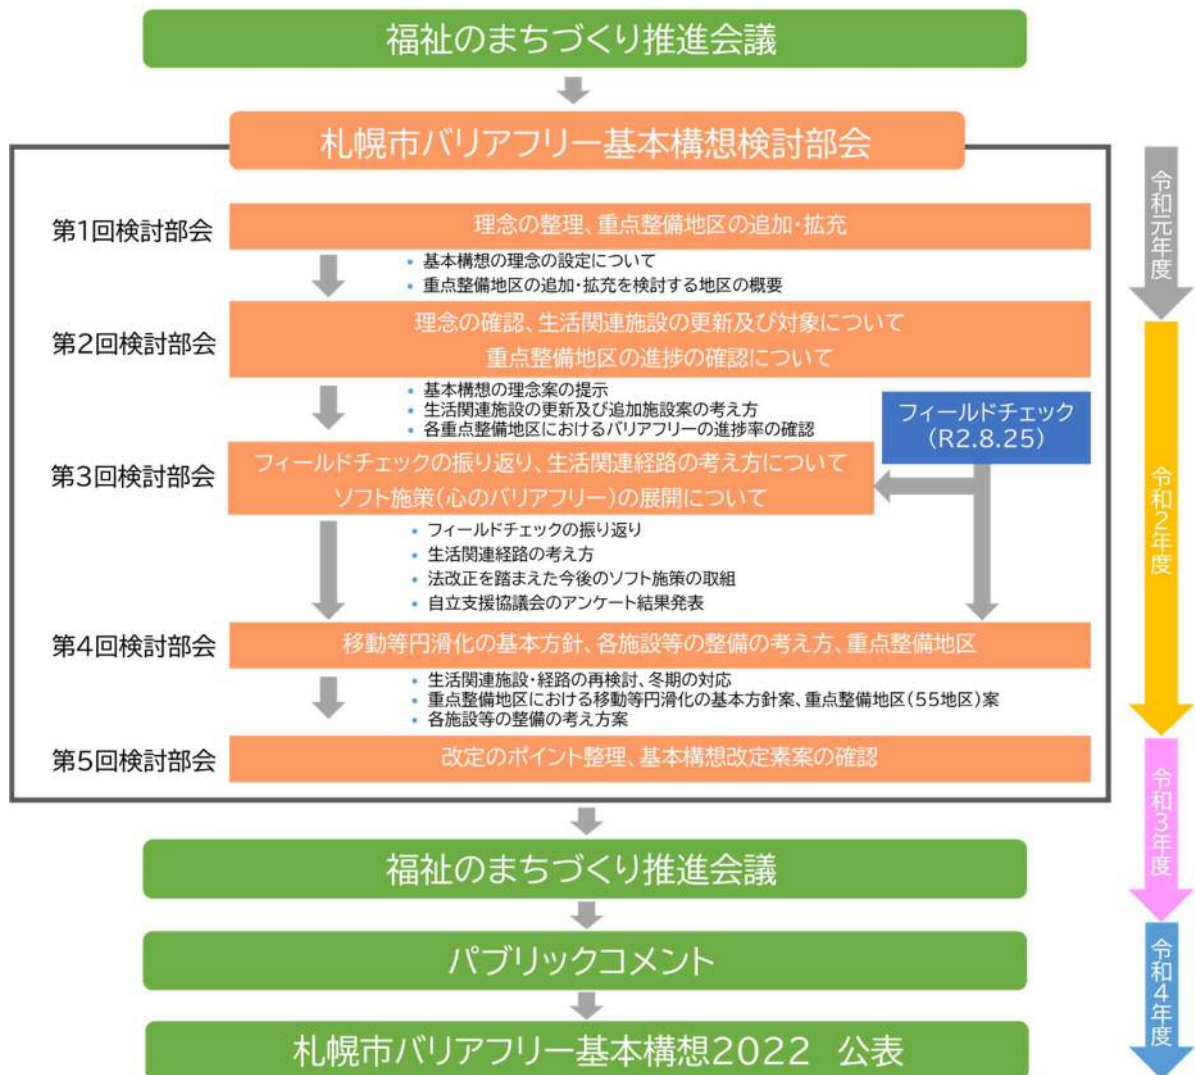 福祉のまちづくり推進会議
札幌市バリアフリー基本構想検討部会
第1回検討部会
理念の整理、重点整備地区の追加・拡充
• 基本構想の理念の設定について
• 重点整備地区の追加・拡充を検討する地区の概要
第2回検討部会
理念の確認、生活関連施設の更新及び対象について
重点整備地区の進捗の確認について
• 基本構想の理念案の提示
• 生活関連施設の更新及び追加施設案の考え方
• 各重点整備地区におけるバリアフリーの進捗率の確認
フィールドチェック
(R2.8.25)
第3回検討部会
フィールドチェックの振り返り、生活関連経路の考え方について
ソフト施策(心のバリアフリー)の展開について
• フィールドチェックの振り返り
• 生活関連経路の考え方
• 法改正を踏まえた今後のソフト施策の取組
• 自立支援協議会のアンケート結果発表
第4回検討部会
移動等円滑化の基本方針、各施設等の整備の考え方、重点整備地区
• 生活関連施設・経路の再検討、冬期の対応
• 重点整備地区における移動等円滑化の基本方針案、重点整備地区(55地区)案
• 各施設等の整備の考え方案
第5回検討部会
改定のポイント整理、基本構想改定素案の確認
福祉のまちづくり推進会議
パブリックコメント
札幌市バリアフリー基本構想2022 公表
令和元年度
令和2年度
令和3年度
令和4年度